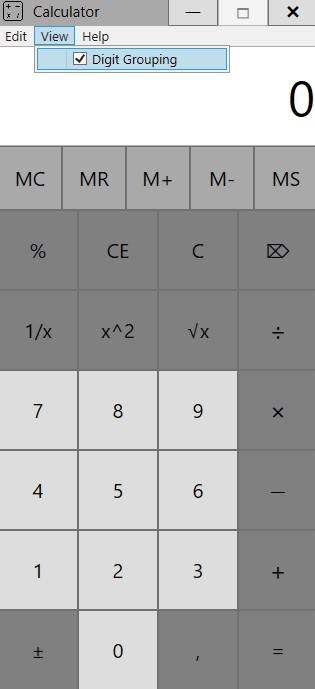 Calculator
Edit View Help
Digit Grouping
0
MC MR M+ M- MS
% CE C ⌦
1/x x^2 √x ÷
7 8 9 ×
4 5 6 −
1 2 3 +
± 0 , =